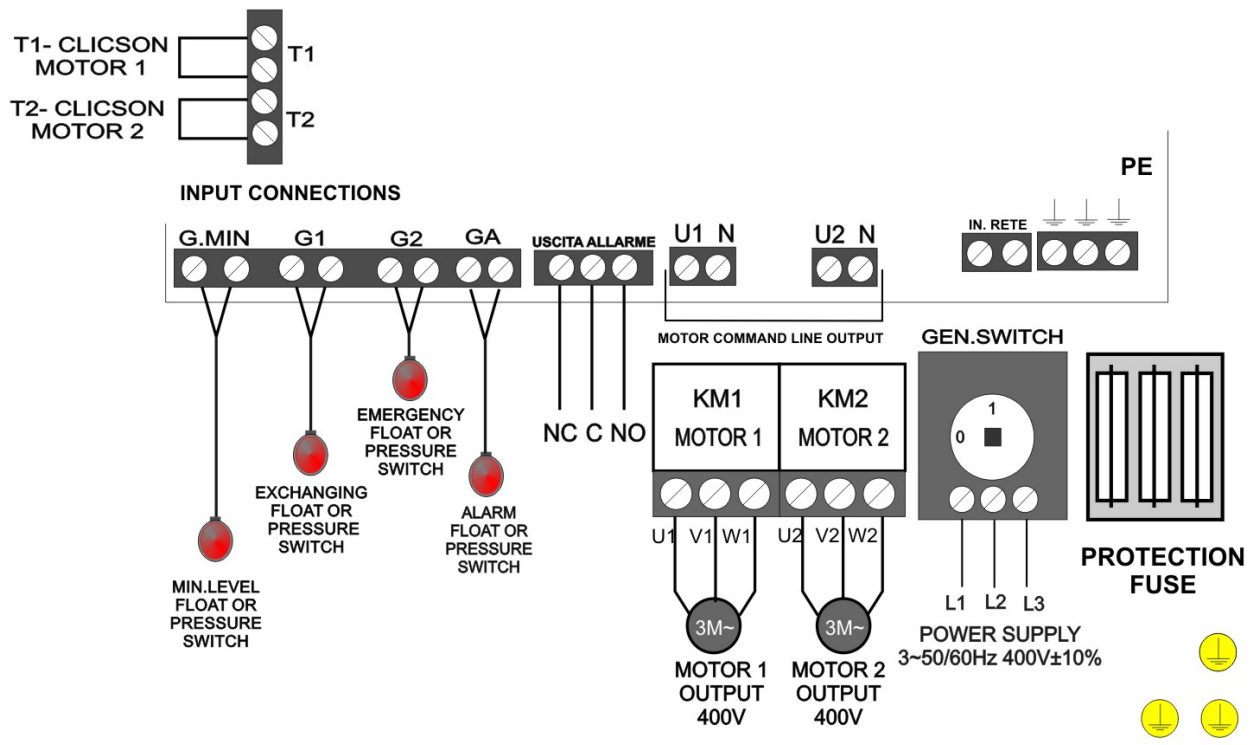 T1- CLICSON
MOTOR 1
T1
T2- CLICSON
MOTOR 2
T2
INPUT CONNECTIONS
PE
G.MIN
G1
G2
GA
USCITA ALLARME
U1 N
U2 N
IN. RETE
MOTOR COMMAND LINE OUTPUT
GEN.SWITCH
EMERGENCY
FLOAT OR
PRESSURE
SWITCH
EXCHANGING
FLOAT OR
PRESSURE
SWITCH
ALARM
FLOAT OR
PRESSURE
SWITCH
MIN.LEVEL
FLOAT OR
PRESSURE
SWITCH
NC C NO
KM1
MOTOR 1
KM2
MOTOR 2
1
0
U1 V1 W1
U2 V2 W2
3M~
3M~
MOTOR 1
OUTPUT
400V
MOTOR 2
OUTPUT
400V
L1 L2 L3
POWER SUPPLY
3~50/60Hz 400V±10%
PROTECTION
FUSE